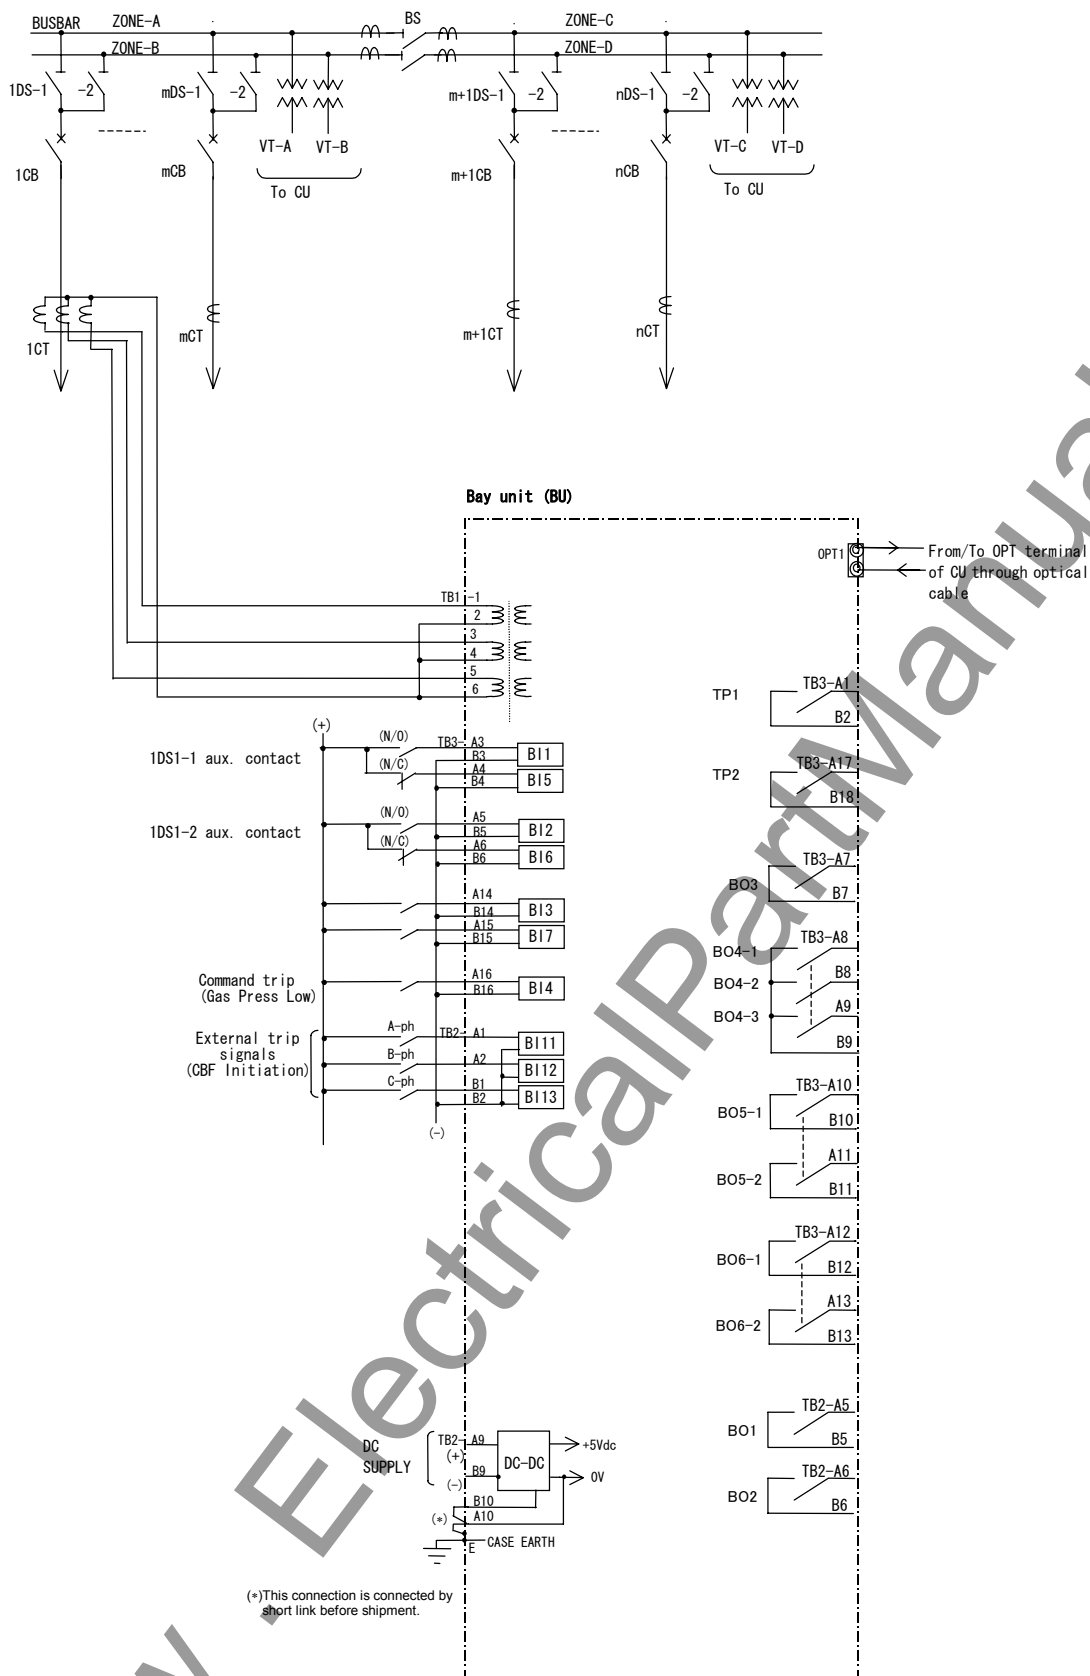 BS
BUSBAR ZONE-A ZONE-C
ZONE-B ZONE-D
1DS-1 -2 mDS-1 -2 m+1DS-1 -2 nDS-1 -2
VT-A VT-B VT-C VT-D
1CB mCB m+1CB nCB
To CU To CU
1CT mCT m+1CT nCT
Bay unit (BU)
OPT1
From/To OPT terminal
of CU through optical
cable
TB1 -1
2
3
4
5
6
TP1 TB3-A1
B2
TP2 TB3-A17
B18
BO3 TB3-A7
B7
BO4-1 TB3-A8
BO4-2 B8
BO4-3 A9
B9
BO5-1 TB3-A10
B10
BO5-2 A11
B11
BO6-1 TB3-A12
B12
BO6-2 A13
B13
BO1 TB2-A5
B5
BO2 TB2-A6
B6
(+)
1DS1-1 aux. contact (N/O) TB3- A3
B3 BI1
(N/C) A4
B4 BI5
1DS1-2 aux. contact (N/O) A5
B5 BI2
(N/C) A6
B6 BI6
A14
B14 BI3
A15
B15 BI7
Command trip A16
(Gas Press Low) B16 BI4
External trip A-ph TB2- A1 BI11
signals B-ph A2 BI12
(CBF Initiation) C-ph B1 BI13
B2
(-)
DC TB2- A9 +5Vdc
(+)
SUPPLY B9 DC-DC 0V
(-)
B10
(*) A10
E CASE EARTH
(*)This connection is connected by
short link before shipment.
. ElectricalPartManual